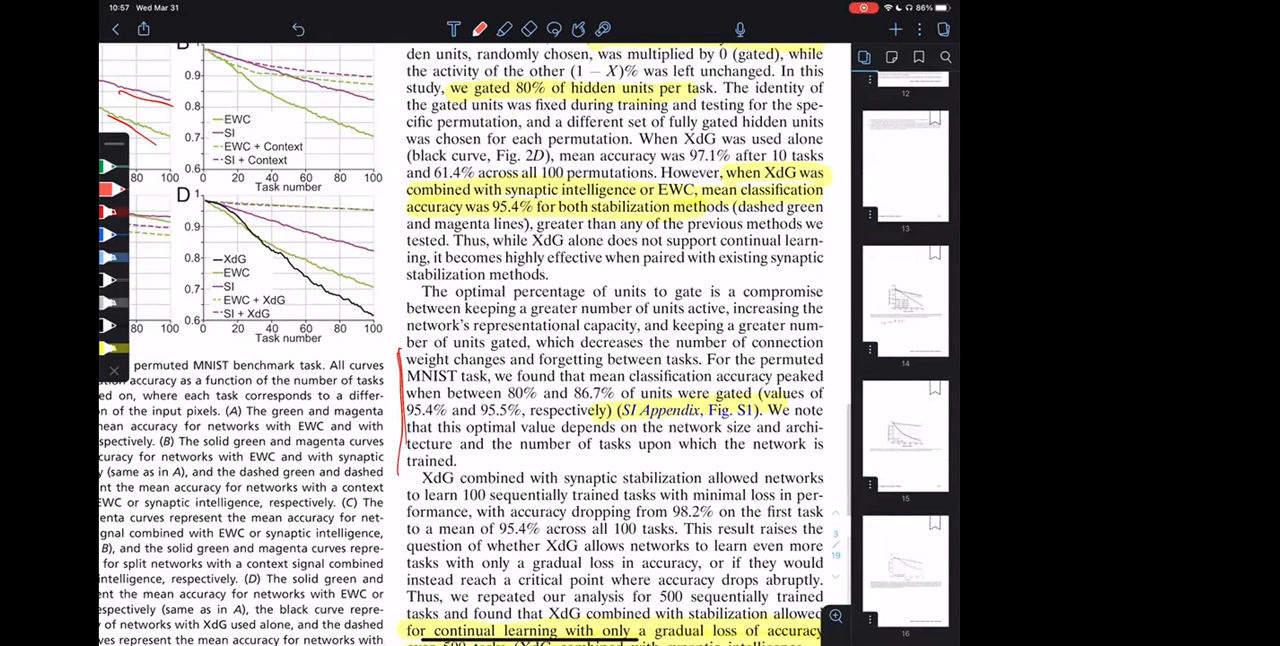 10:57 Wed Mar 31
86%
T
B
0.9
0.8
0.7
0.6
EWC
SI
EWC + Context
SI + Context
0 20 40 60 80 100
Task number
80 100
D 1
0.9
0.8
0.7
0.6
XdG
EWC
SI
EWC + XdG
SI + XdG
0 20 40 60 80 100
Task number
80 100
permuted MNIST benchmark task. All curves
accuracy as a function of the number of tasks
ed on, where each task corresponds to a differ-
n of the input pixels. (A) The green and magenta
mean accuracy for networks with EWC and with
spectively. (B) The solid green and magenta curves
curacy for networks with EWC and with synaptic
y (same as in A), and the dashed green and dashed
nt the mean accuracy for networks with a context
EWC or synaptic intelligence, respectively. (C) The
enta curves represent the mean accuracy for net-
gnal combined with EWC or synaptic intelligence,
B), and the solid green and magenta curves repre-
for split networks with a context signal combined
intelligence, respectively. (D) The solid green and
ent the mean accuracy for networks with EWC or
espectively (same as in A), the black curve repre-
y of networks with XdG used alone, and the dashed
ves represent the mean accuracy for networks with
den units, randomly chosen, was multiplied by 0 (gated), while
the activity of the other (1 − X)% was left unchanged. In this
study, we gated 80% of hidden units per task. The identity of
the gated units was fixed during training and testing for the spe-
cific permutation, and a different set of fully gated hidden units
was chosen for each permutation. When XdG was used alone
(black curve, Fig. 2D), mean accuracy was 97.1% after 10 tasks
and 61.4% across all 100 permutations. However, when XdG was
combined with synaptic intelligence or EWC, mean classification
accuracy was 95.4% for both stabilization methods (dashed green
and magenta lines), greater than any of the previous methods we
tested. Thus, while XdG alone does not support continual learn-
ing, it becomes highly effective when paired with existing synaptic
stabilization methods.
The optimal percentage of units to gate is a compromise
between keeping a greater number of units active, increasing the
network's representational capacity, and keeping a greater num-
ber of units gated, which decreases the number of connection
weight changes and forgetting between tasks. For the permuted
MNIST task, we found that mean classification accuracy peaked
when between 80% and 86.7% of units were gated (values of
95.4% and 95.5%, respectively) (SI Appendix, Fig. S1). We note
that this optimal value depends on the network size and archi-
tecture and the number of tasks upon which the network is
trained.
XdG combined with synaptic stabilization allowed networks
to learn 100 sequentially trained tasks with minimal loss in per-
formance, with accuracy dropping from 98.2% on the first task
to a mean of 95.4% across all 100 tasks. This result raises the
question of whether XdG allows networks to learn even more
tasks with only a gradual loss in accuracy, or if they would
instead reach a critical point where accuracy drops abruptly.
Thus, we repeated our analysis for 500 sequentially trained
tasks and found that XdG combined with stabilization allowed
for continual learning with only a gradual loss of accuracy
3
/
19
12
13
14
15
16